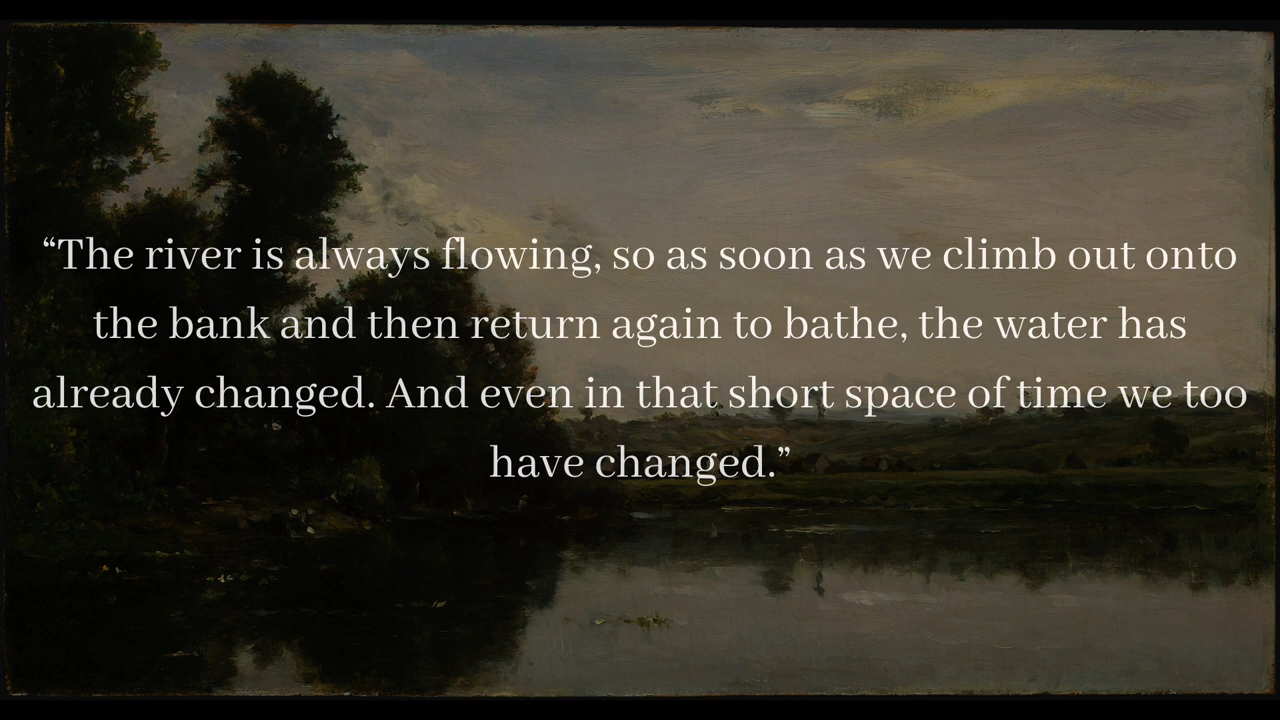 “The river is always flowing, so as soon as we climb out onto
the bank and then return again to bathe, the water has
already changed. And even in that short space of time we too
have changed.”